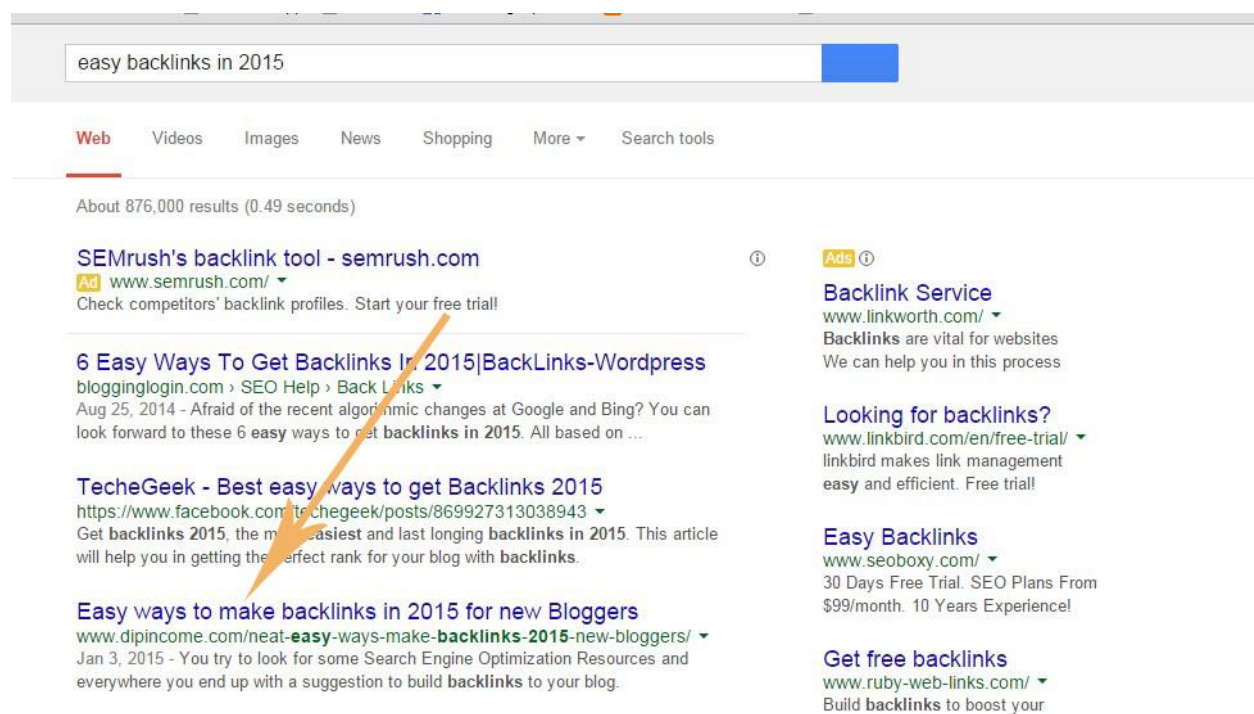 easy backlinks in 2015
Web Videos Images News Shopping More Search tools
About 876,000 results (0.49 seconds)
SEMrush's backlink tool - semrush.com
Ad www.semrush.com/
Check competitors' backlink profiles. Start your free trial!
6 Easy Ways To Get Backlinks In 2015|BackLinks-Wordpress
blogginglogin.com › SEO Help › Back Links
Aug 25, 2014 - Afraid of the recent algorithmic changes at Google and Bing? You can
look forward to these 6 easy ways to get backlinks in 2015. All based on ...
TecheGeek - Best easy ways to get Backlinks 2015
https://www.facebook.com/techegeek/posts/869927313038943
Get backlinks 2015, the most easiest and last longing backlinks in 2015. This article
will help you in getting the perfect rank for your blog with backlinks.
Easy ways to make backlinks in 2015 for new Bloggers
www.dipincome.com/neat-easy-ways-make-backlinks-2015-new-bloggers/
Jan 3, 2015 - You try to look for some Search Engine Optimization Resources and
everywhere you end up with a suggestion to build backlinks to your blog.
Ads
Backlink Service
www.linkworth.com/
Backlinks are vital for websites
We can help you in this process
Looking for backlinks?
www.linkbird.com/en/free-trial/
linkbird makes link management
easy and efficient. Free trial!
Easy Backlinks
www.seoboxy.com/
30 Days Free Trial. SEO Plans From
$99/month. 10 Years Experience!
Get free backlinks
www.ruby-web-links.com/
Build backlinks to boost your